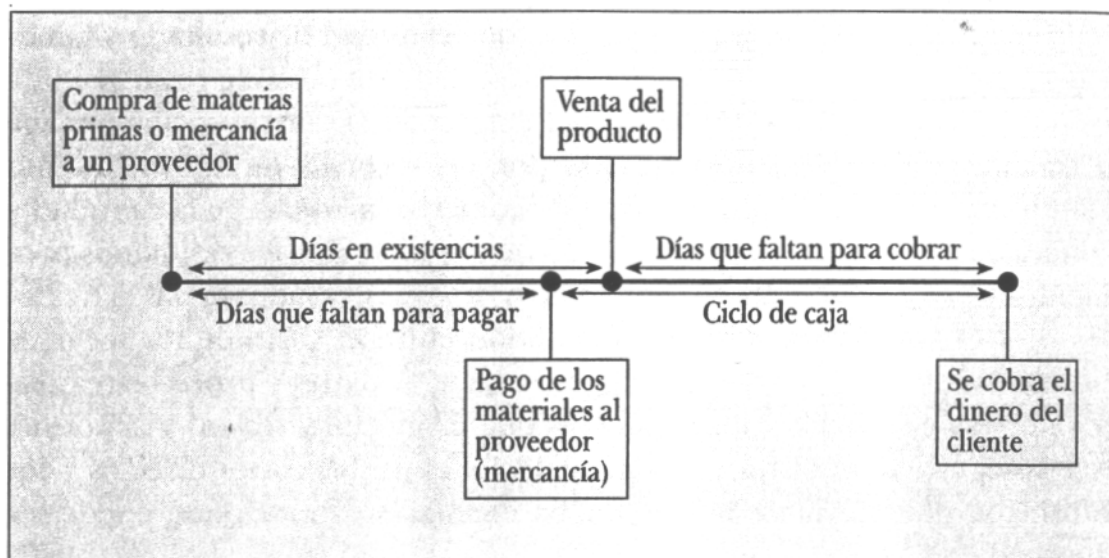 Compra de materias
primas o mercancía
a un proveedor
Venta del
producto
Días en existencias
Días que faltan para cobrar
Días que faltan para pagar
Ciclo de caja
Pago de los
materiales al
proveedor
(mercancía)
Se cobra el
dinero del
cliente